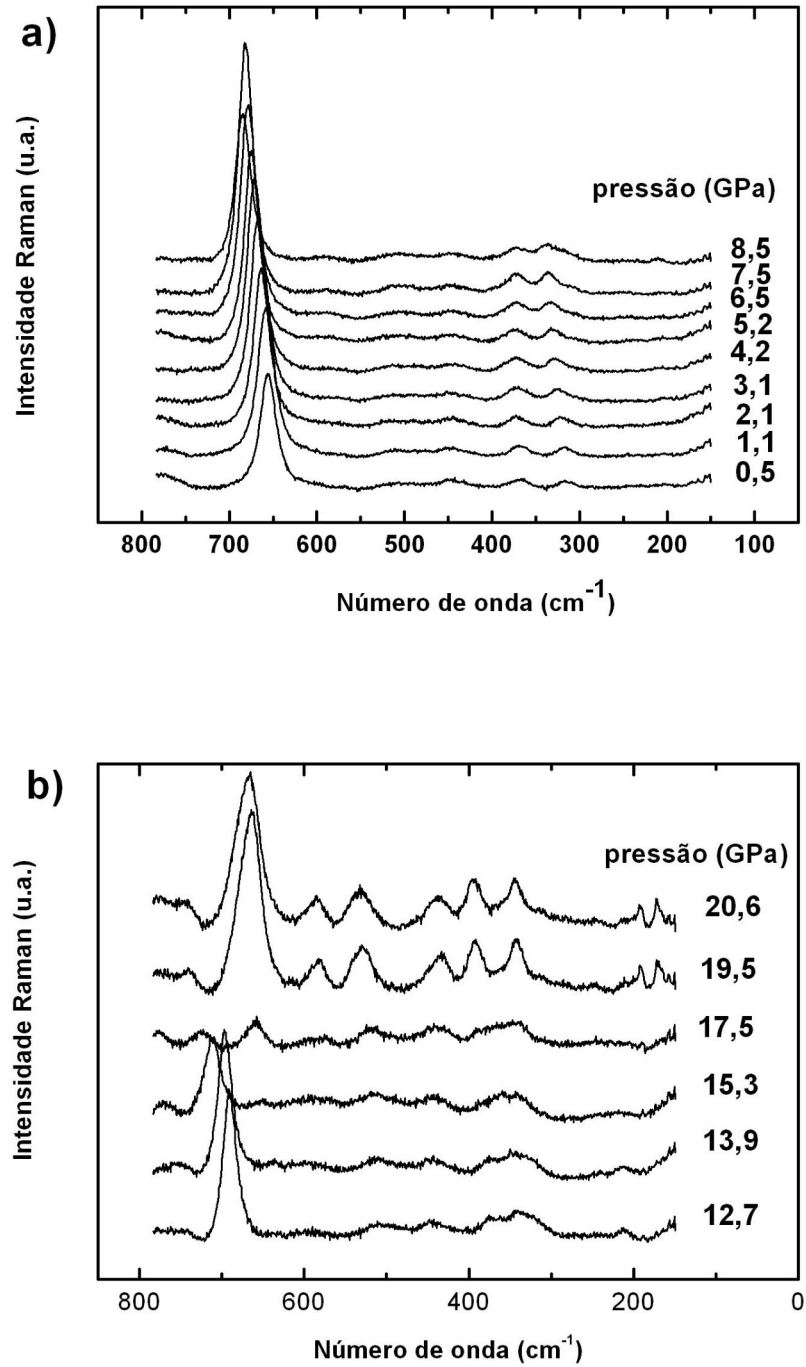 a)
Intensidade Raman (u.a.)
pressão (GPa)
8,5
7,5
6,5
5,2
4,2
3,1
2,1
1,1
0,5
800 700 600 500 400 300 200 100
Número de onda (cm-1)
b)
Intensidade Raman (u.a.)
pressão (GPa)
20,6
19,5
17,5
15,3
13,9
12,7
800 600 400 200 0
Número de onda (cm-1)